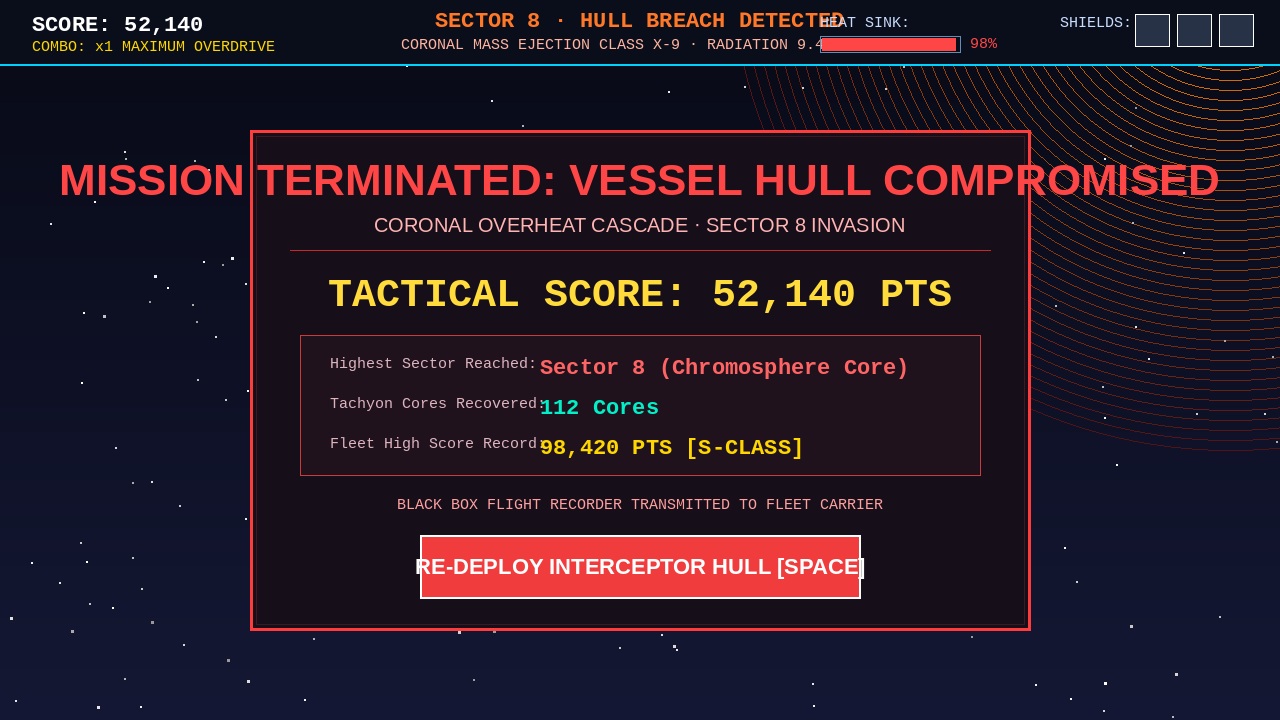 SCORE: 52,140
COMBO: x1 MAXIMUM OVERDRIVE
SECTOR 8 · HULL BREACH DETECTED
CORONAL MASS EJECTION CLASS X-9 · RADIATION 9.4
HEAT SINK:
98%
SHIELDS:
MISSION TERMINATED: VESSEL HULL COMPROMISED
CORONAL OVERHEAT CASCADE · SECTOR 8 INVASION
TACTICAL SCORE: 52,140 PTS
Highest Sector Reached: Sector 8 (Chromosphere Core)
Tachyon Cores Recovered: 112 Cores
Fleet High Score Record: 98,420 PTS [S-CLASS]
BLACK BOX FLIGHT RECORDER TRANSMITTED TO FLEET CARRIER
RE-DEPLOY INTERCEPTOR HULL [SPACE]